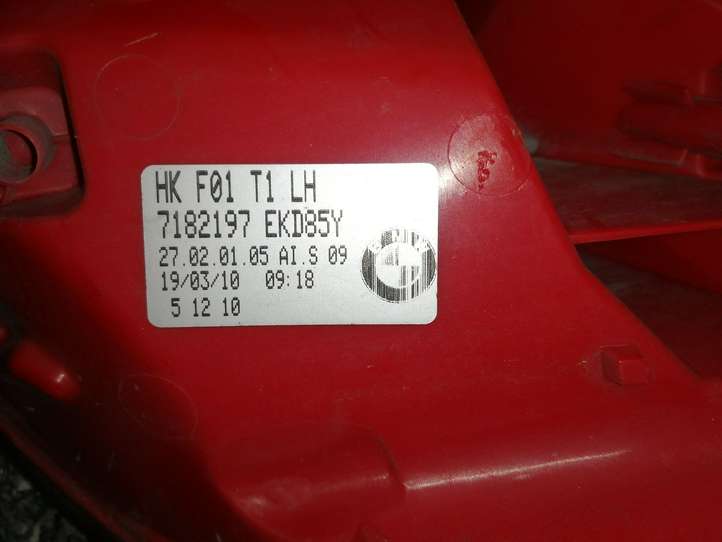 HK F01 T1 LH
7182197 EKD85Y
27.02.01.05 AI.S 09
19/03/10 09:18
5 12 10